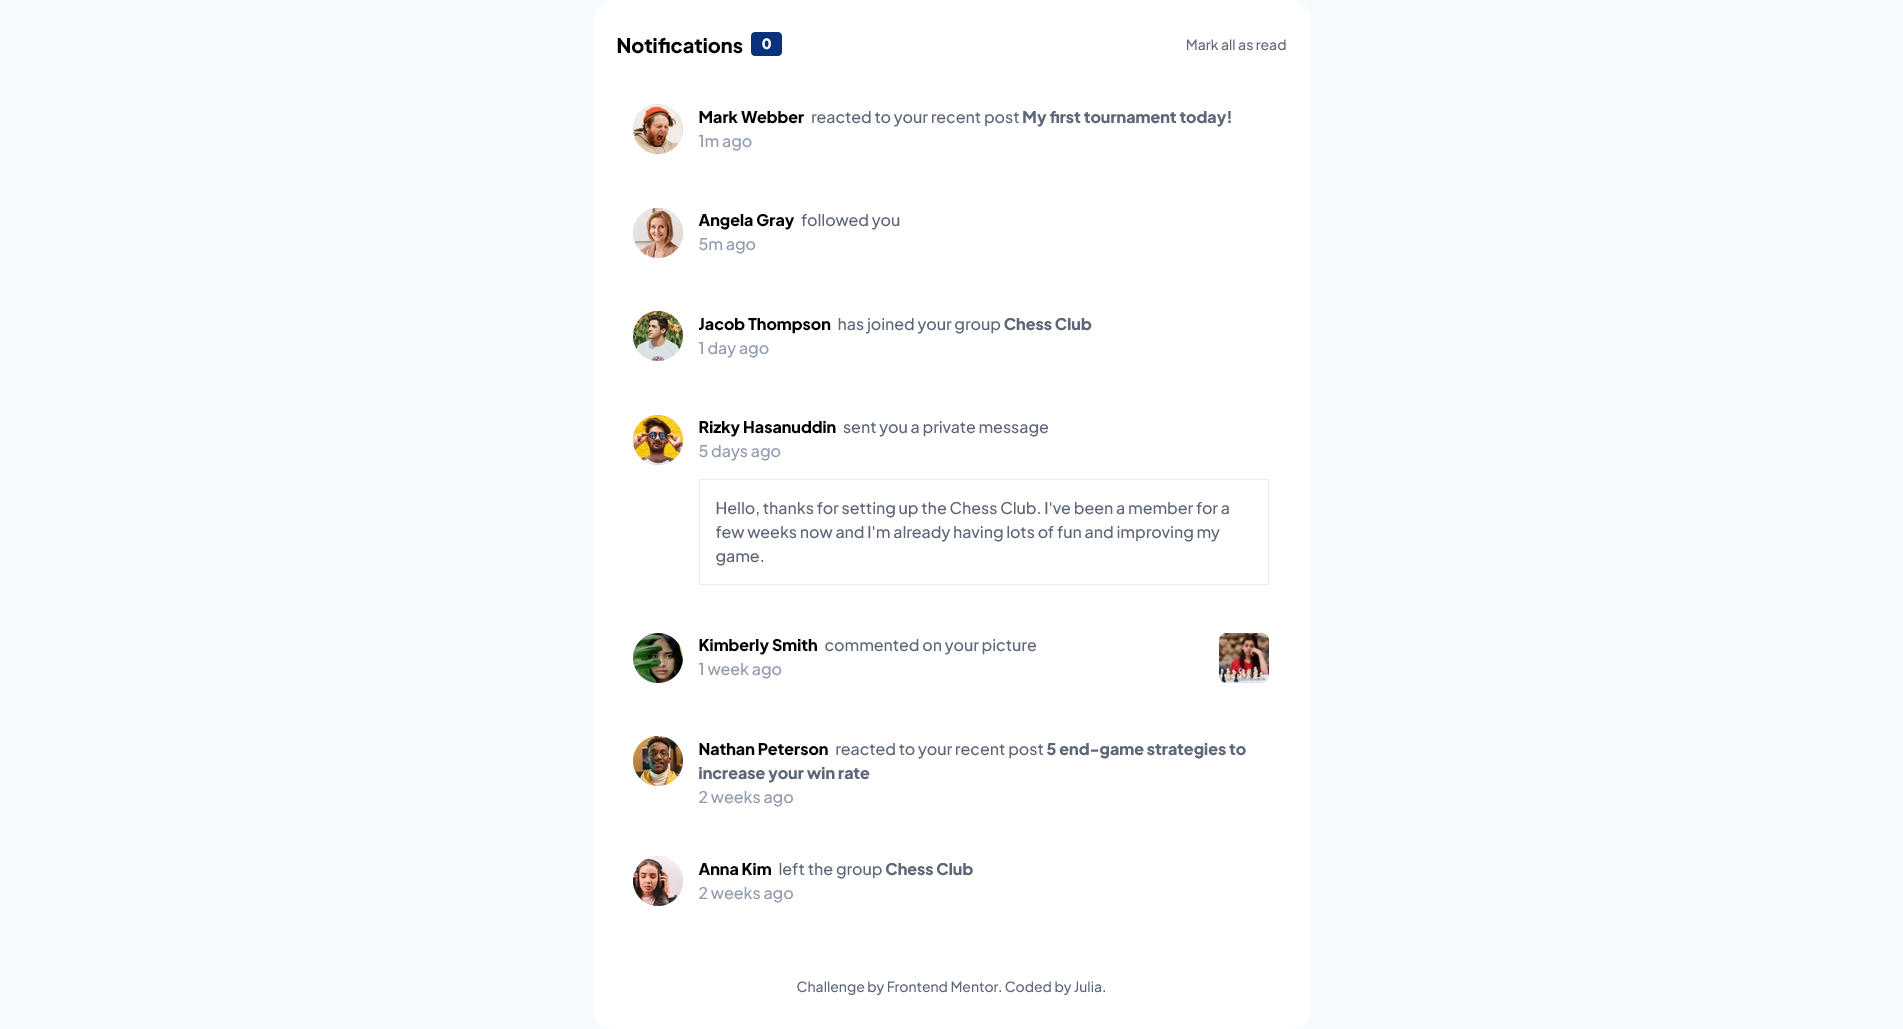 Notifications 0 Mark all as read
Mark Webber reacted to your recent post My first tournament today!
1m ago
Angela Gray followed you
5m ago
Jacob Thompson has joined your group Chess Club
1 day ago
Rizky Hasanuddin sent you a private message
5 days ago
Hello, thanks for setting up the Chess Club. I've been a member for a
few weeks now and I'm already having lots of fun and improving my
game.
Kimberly Smith commented on your picture
1 week ago
Nathan Peterson reacted to your recent post 5 end-game strategies to
increase your win rate
2 weeks ago
Anna Kim left the group Chess Club
2 weeks ago
Challenge by Frontend Mentor. Coded by Julia.